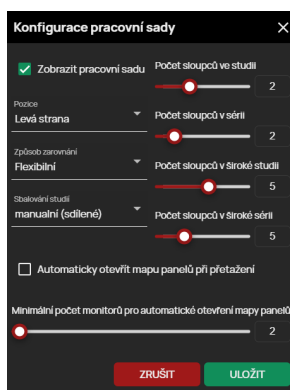 Konfigurace pracovní sady
Zobrazit pracovní sadu
Počet sloupců ve studii
2
Pozice
Levá strana
Počet sloupců v sérii
2
Způsob zarovnání
Flexibilní
Počet sloupců v široké studii
5
Sbalování studií
manualní (sdílené)
Počet sloupců v široké sérii
5
Automaticky otevřít mapu panelů při přetažení
Minimální počet monitorů pro automatické otevření mapy panelů
2
ZRUŠIT
ULOŽIT